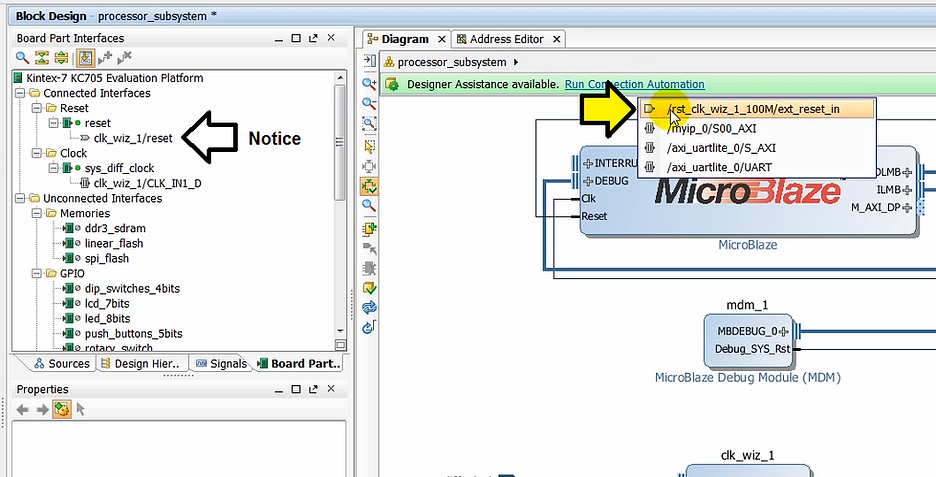 Block Design - processor_subsystem *
Board Part Interfaces
Kintex-7 KC705 Evaluation Platform
Connected Interfaces
Reset
reset
clk_wiz_1/reset
Clock
sys_diff_clock
clk_wiz_1/CLK_IN1_D
Unconnected Interfaces
Memories
ddr3_sdram
linear_flash
spi_flash
GPIO
dip_switches_4bits
lcd_7bits
led_8bits
push_buttons_5bits
rotary_switch
Notice
Sources
Design Hier..
Signals
Board Part..
Properties
Diagram
Address Editor
processor_subsystem
Designer Assistance available. Run Connection Automation
/rst_clk_wiz_1_100M/ext_reset_in
/myip_0/S00_AXI
/axi_uartlite_0/S_AXI
/axi_uartlite_0/UART
DEBUG
Clk
Reset
MicroBlaze
ILMB
M_AXI_DP
MicroBlaze
mdm_1
MBDEBUG_0
Debug_SYS_Rst
MicroBlaze Debug Module (MDM)
clk_wiz_1